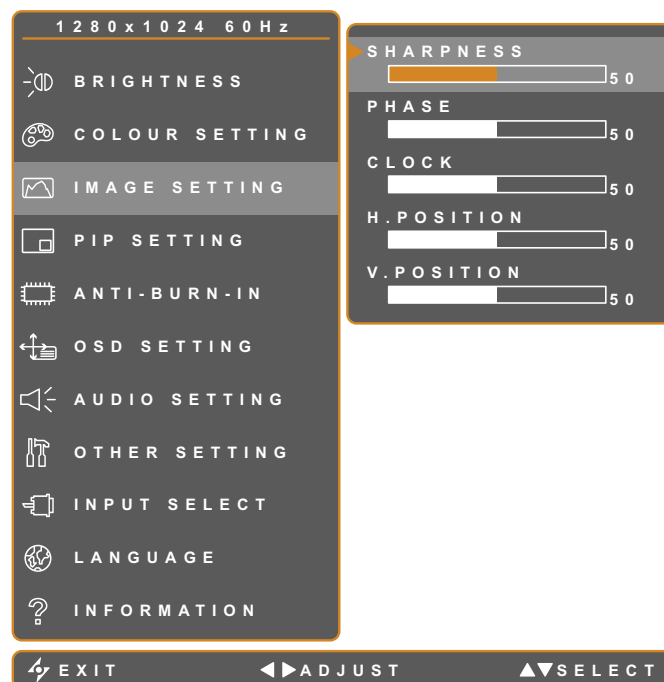 1280x1024 60Hz
BRIGHTNESS
COLOUR SETTING
IMAGE SETTING
PIP SETTING
ANTI-BURN-IN
OSD SETTING
AUDIO SETTING
OTHER SETTING
INPUT SELECT
LANGUAGE
INFORMATION
SHARPNESS
50
PHASE
50
CLOCK
50
H.POSITION
50
V.POSITION
50
EXIT ADJUST SELECT